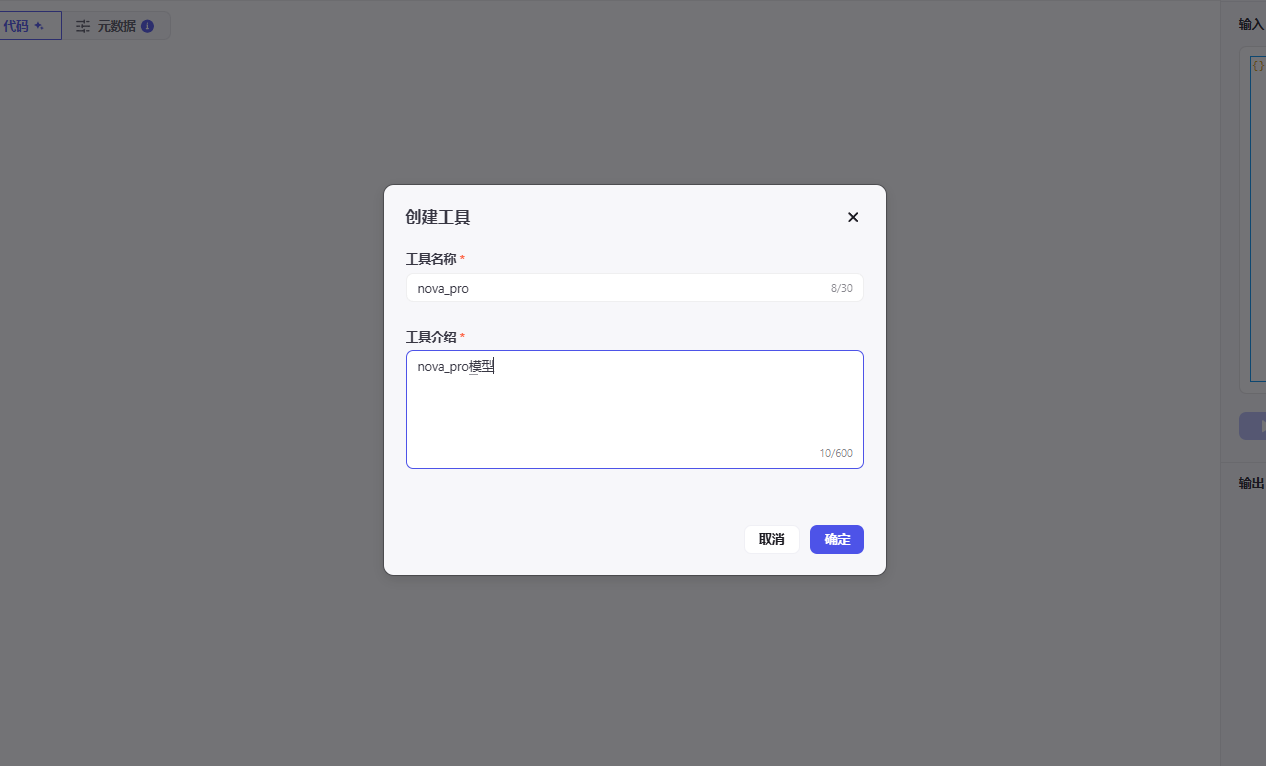 代码
元数据
输入
{}
创建工具
工具名称 *
nova_pro 8/30
工具介绍 *
nova_pro模型
10/600
取消 确定
输出